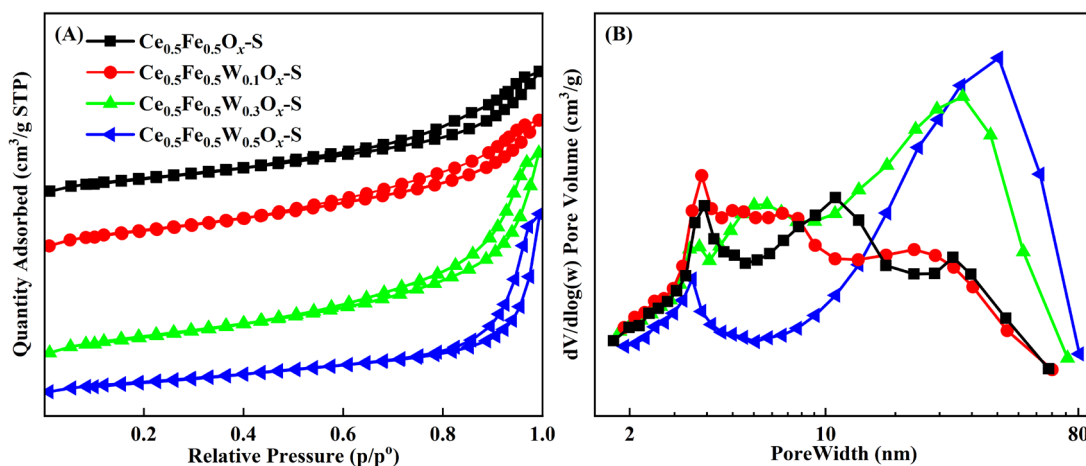 (A)
Ce0.5Fe0.5Ox-S
Ce0.5Fe0.5W0.1Ox-S
Ce0.5Fe0.5W0.3Ox-S
Ce0.5Fe0.5W0.5Ox-S
Quantity Adsorbed (cm³/g STP)
0.2 0.4 0.6 0.8 1.0
Relative Pressure (p/pº)
(B)
dV/dlog(w) Pore Volume (cm³/g)
2 10 80
PoreWidth (nm)